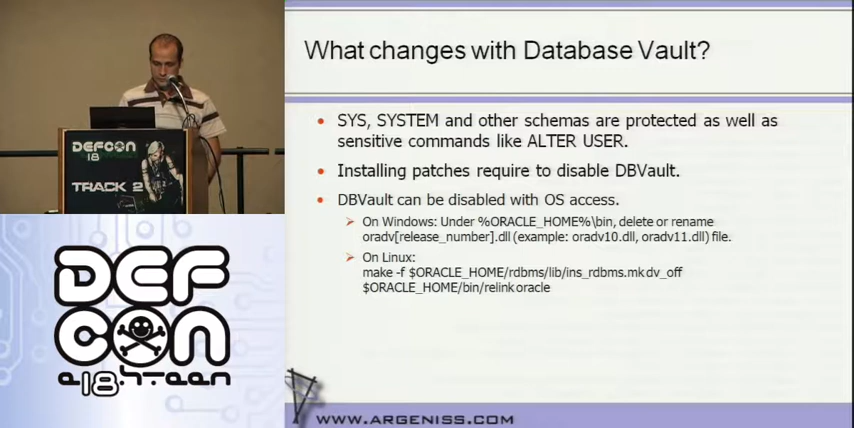 What changes with Database Vault?
SYS, SYSTEM and other schemas are protected as well as
sensitive commands like ALTER USER.
Installing patches require to disable DBVault.
DBVault can be disabled with OS access.
On Windows: Under %ORACLE_HOME%\bin, delete or rename
oradv[release_number].dll (example: oradv10.dll, oradv11.dll) file.
On Linux:
make -f $ORACLE_HOME/rdbms/lib/ins_rdbms.mk dv_off
$ORACLE_HOME/bin/relink oracle
WWW.ARGENISS.COM
DEFCON
18
TRACK 2
DEF
CON
e18hteen